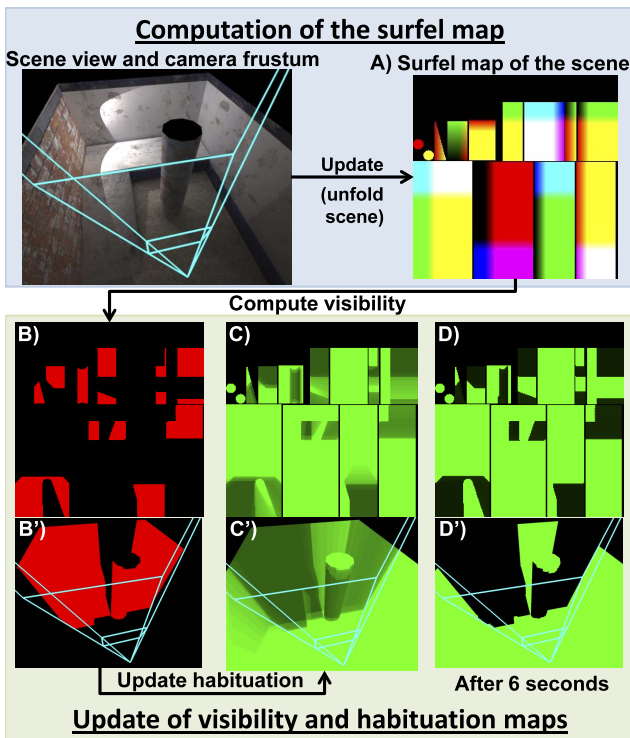 Computation of the surfel map
Scene view and camera frustum
A) Surfel map of the scene
Update
(unfold
scene)
Compute visibility
B)
C)
D)
B')
C')
D')
Update habituation
After 6 seconds
Update of visibility and habituation maps